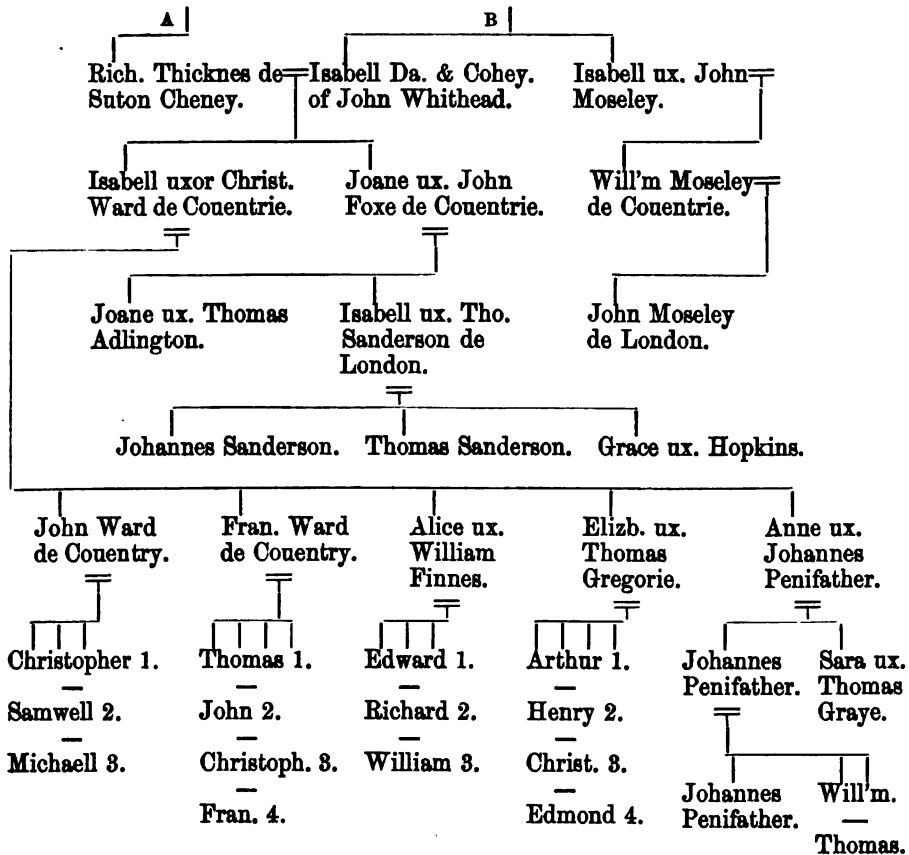 A B
Rich. Thicknes de Isabell Da. & Cohey. Isabell ux. John
Suton Cheney. of John Whithead. Moseley.
Isabell uxor Christ. Joane ux. John Will'm Moseley
Ward de Couentrie. Foxe de Couentrie. de Couentrie.
Joane ux. Thomas Isabell ux. Tho. John Moseley
Adlington. Sanderson de de London.
London.
Johannes Sanderson. Thomas Sanderson. Grace ux. Hopkins.
John Ward Fran. Ward Alice ux. Elizb. ux. Anne ux.
de Couentry. de Couentry. William Thomas Johannes
Finnes. Gregorie. Penifather.
Christopher 1. Thomas 1. Edward 1. Arthur 1. Johannes Sara ux.
Penifather. Thomas
Samwell 2. John 2. Richard 2. Henry 2. Graye.
Michaell 3. Christoph. 3. William 3. Christ. 3.
Fran. 4. Edmond 4. Johannes Will'm.
Penifather.
Thomas.